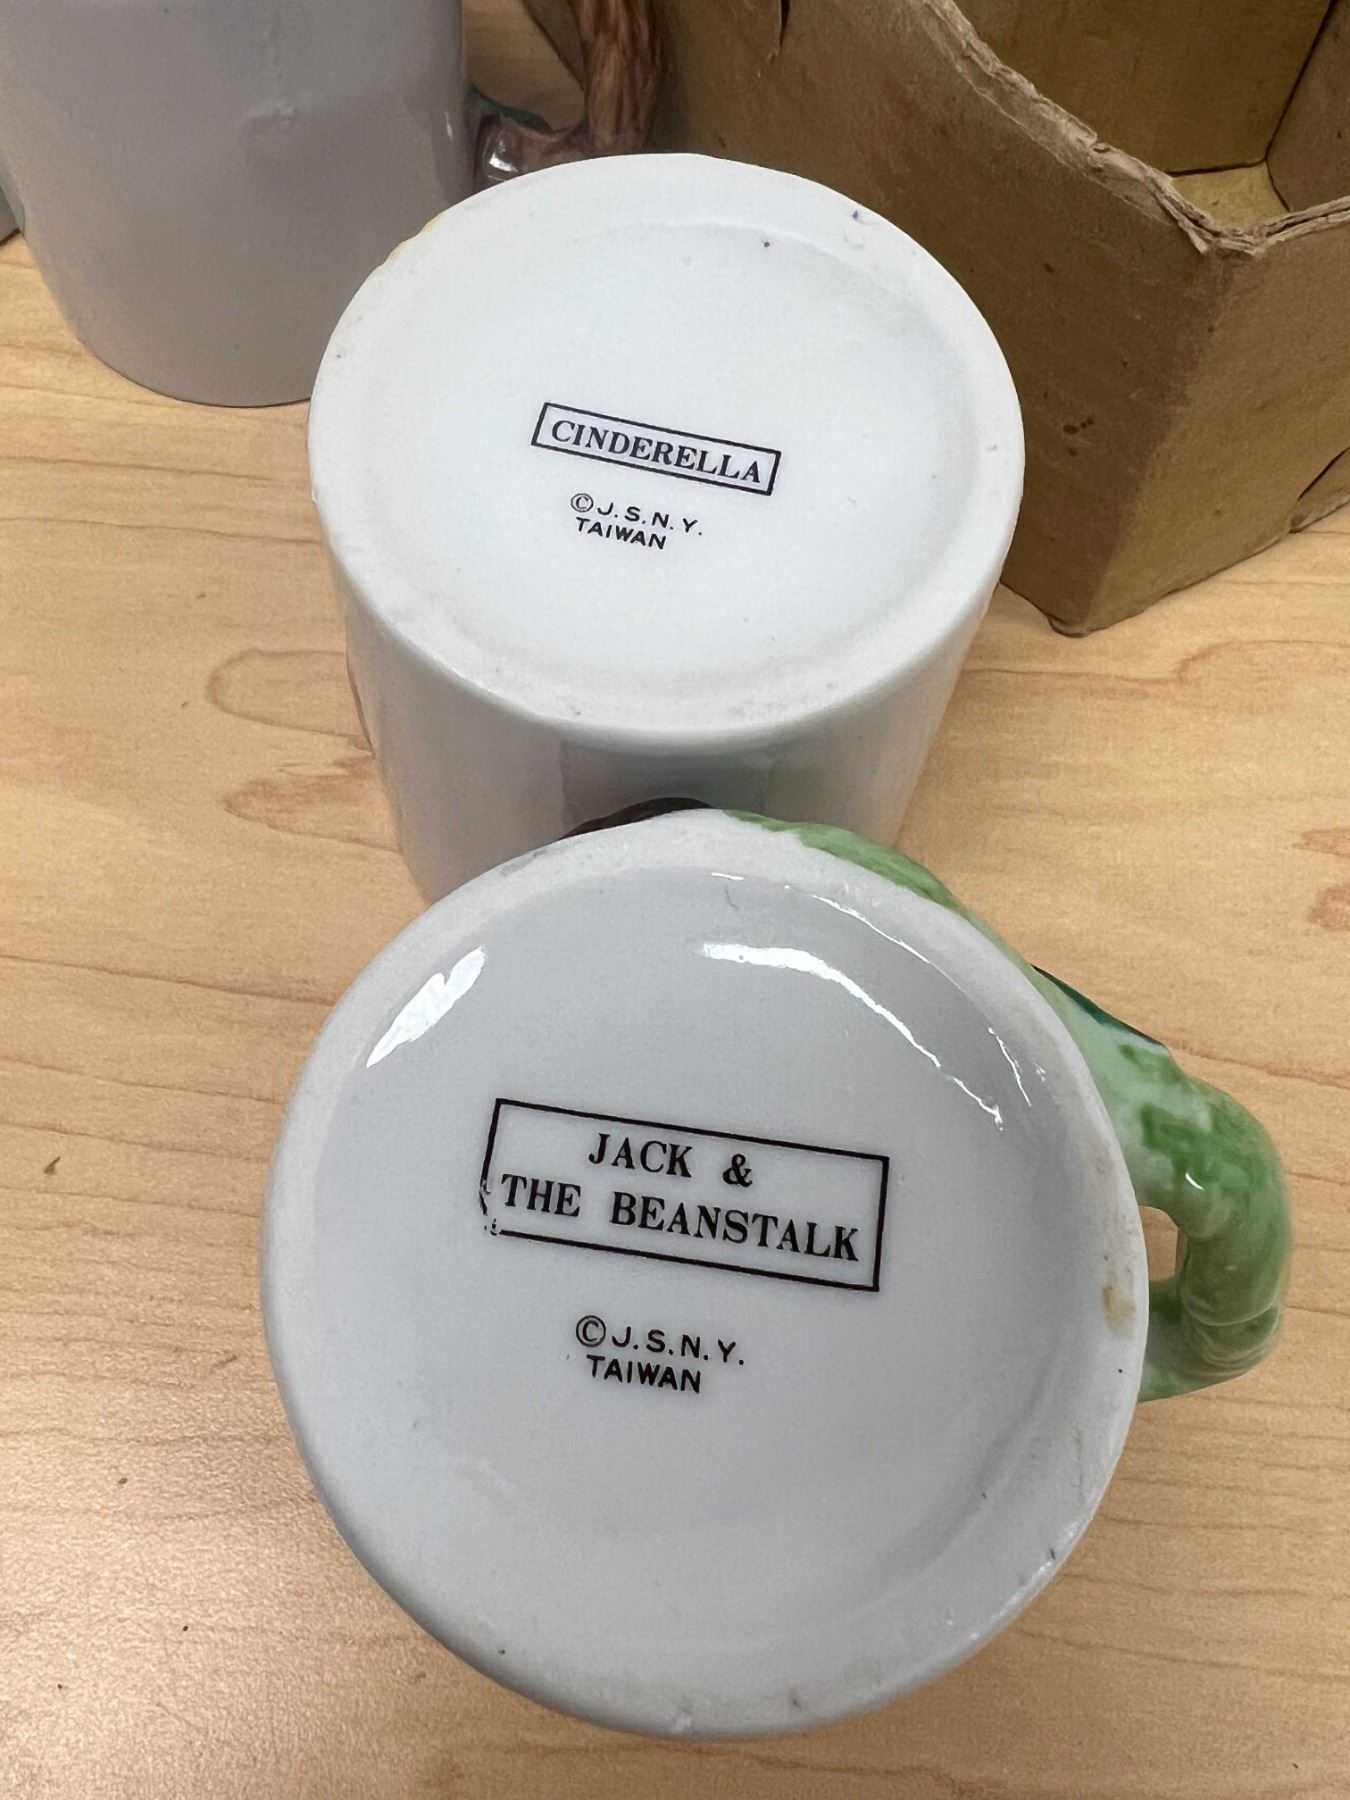 CINDERELLA
©J.S.N.Y.
TAIWAN
JACK &
THE BEANSTALK
©J.S.N.Y.
TAIWAN